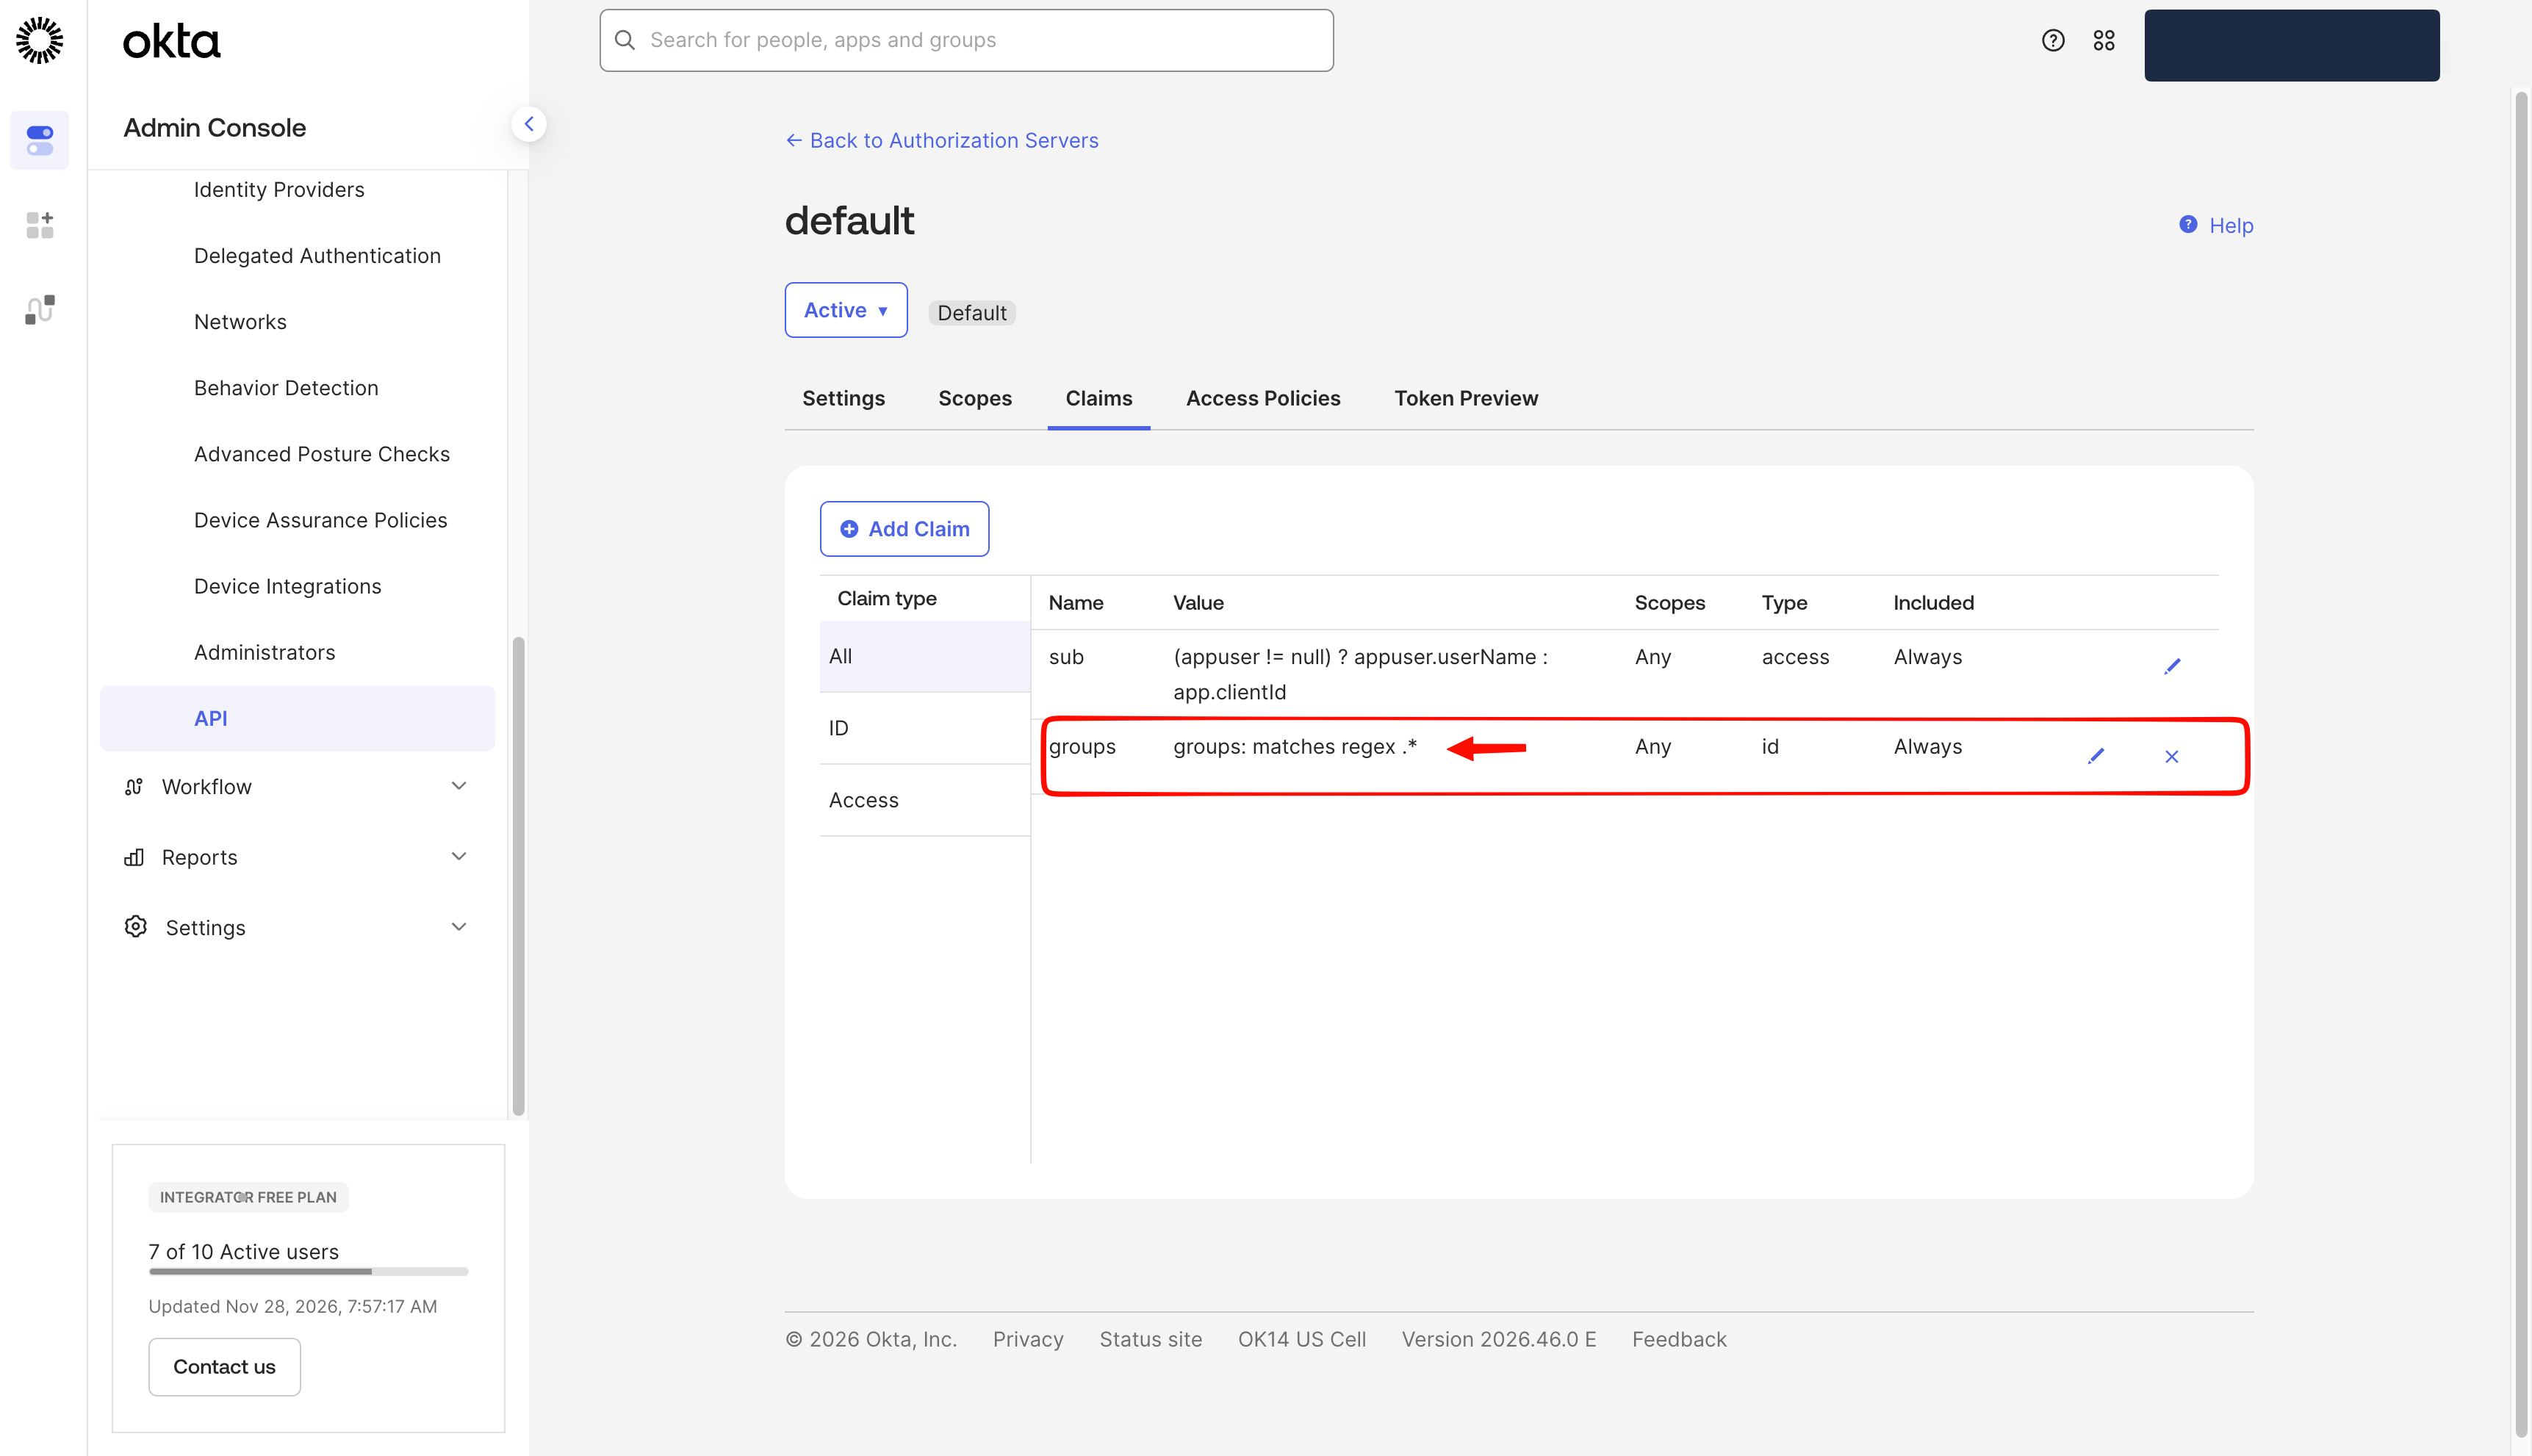 okta
Search for people, apps and groups
Admin Console
Identity Providers
Delegated Authentication
Networks
Behavior Detection
Advanced Posture Checks
Device Assurance Policies
Device Integrations
Administrators
API
Workflow
Reports
Settings
INTEGRATOR FREE PLAN
7 of 10 Active users
Updated Nov 28, 2026, 7:57:17 AM
Contact us
← Back to Authorization Servers
default
? Help
Active ▾ Default
Settings Scopes Claims Access Policies Token Preview
Add Claim
Claim type
All
ID
Access
Name Value Scopes Type Included
sub (appuser != null) ? appuser.userName : Any access Always
app.clientId
groups groups: matches regex .* Any id Always
© 2026 Okta, Inc. Privacy Status site OK14 US Cell Version 2026.46.0 E Feedback